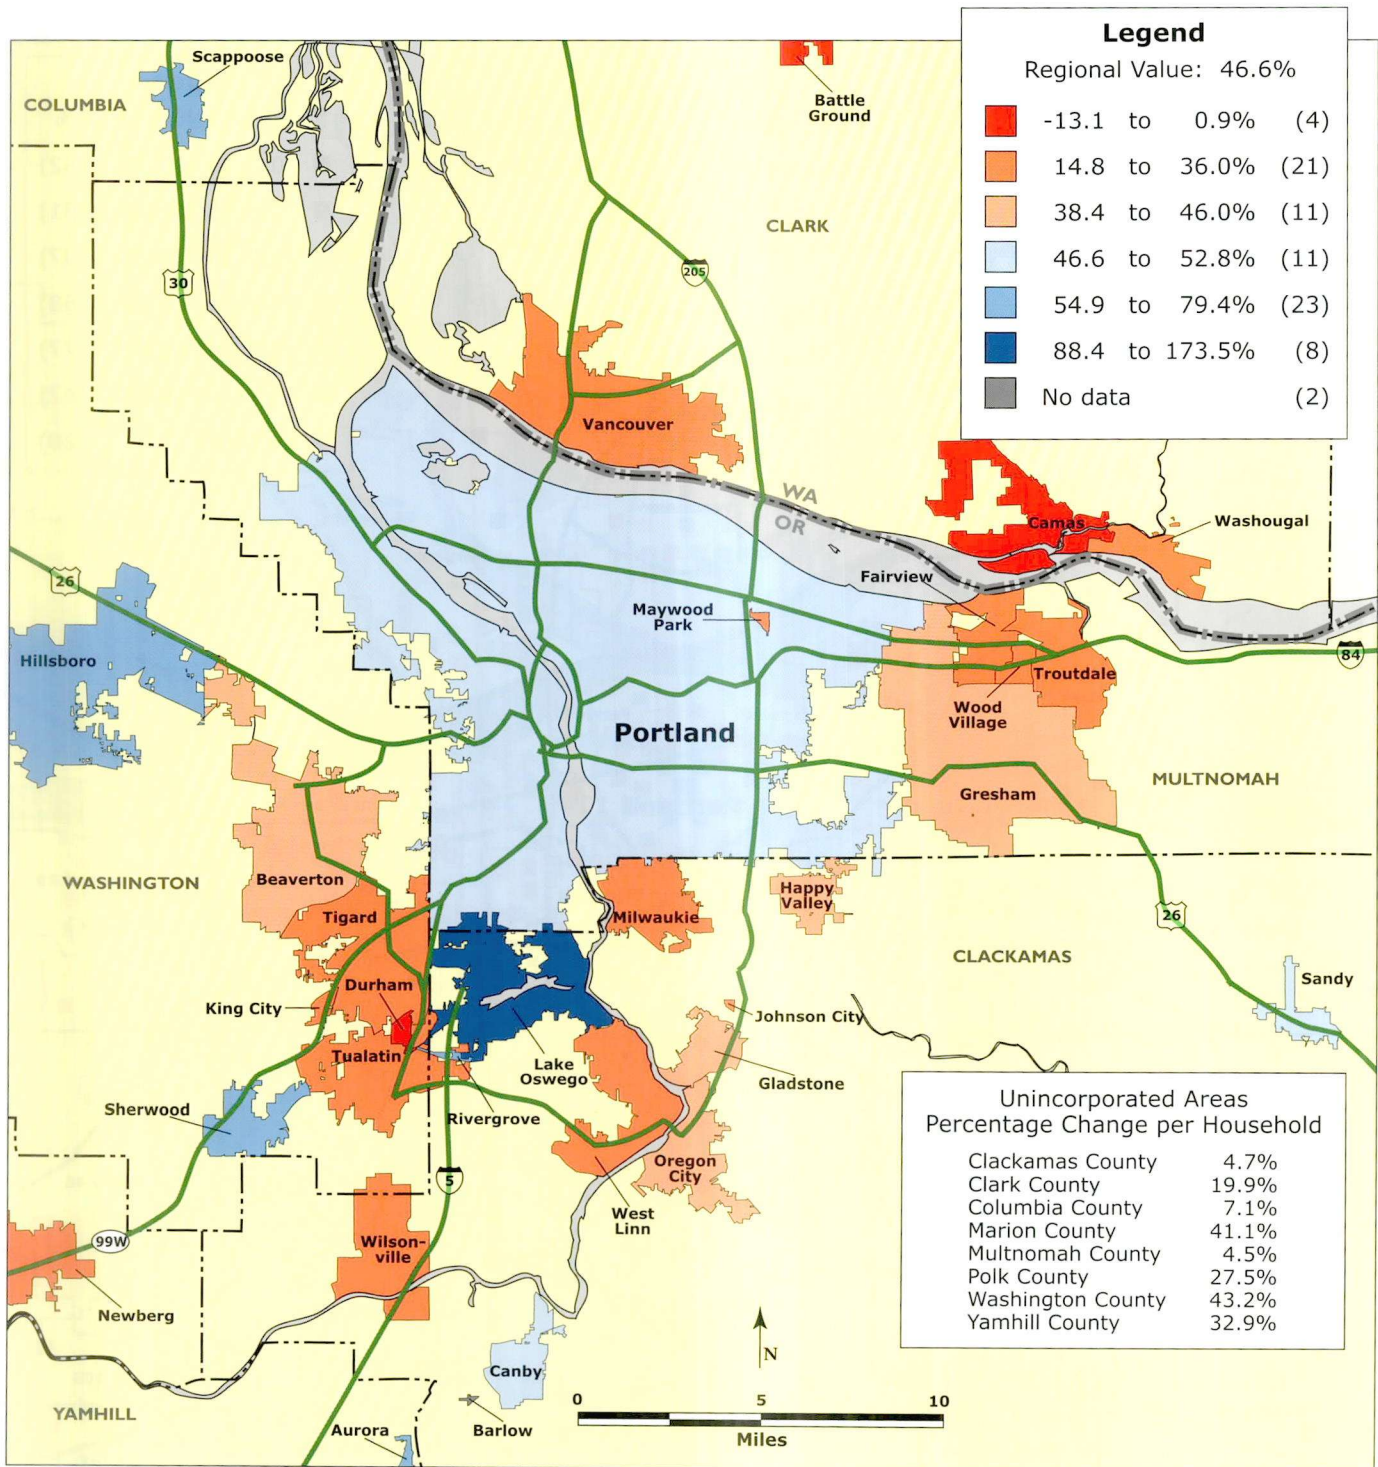 Legend
Regional Value: 46.6%
-13.1 to 0.9% (4)
14.8 to 36.0% (21)
38.4 to 46.0% (11)
46.6 to 52.8% (11)
54.9 to 79.4% (23)
88.4 to 173.5% (8)
No data (2)
Scappoose
COLUMBIA
Battle
Ground
CLARK
30
205
Vancouver
WA
OR
Camas
Washougal
Fairview
26
Maywood
Park
Hillsboro
84
Troutdale
Wood
Village
Portland
MULTNOMAH
Gresham
WASHINGTON
Beaverton
Happy
Valley
Tigard
Milwaukie
26
CLACKAMAS
Sandy
Durham
King City
Johnson City
Tualatin
Lake
Oswego
Gladstone
Sherwood
Rivergrove
Oregon
City
5
West
Linn
99W
Wilson-
ville
Newberg
Canby
YAMHILL
Aurora
Barlow
N
0 5 10
Miles
Unincorporated Areas
Percentage Change per Household
Clackamas County 4.7%
Clark County 19.9%
Columbia County 7.1%
Marion County 41.1%
Multnomah County 4.5%
Polk County 27.5%
Washington County 43.2%
Yamhill County 32.9%